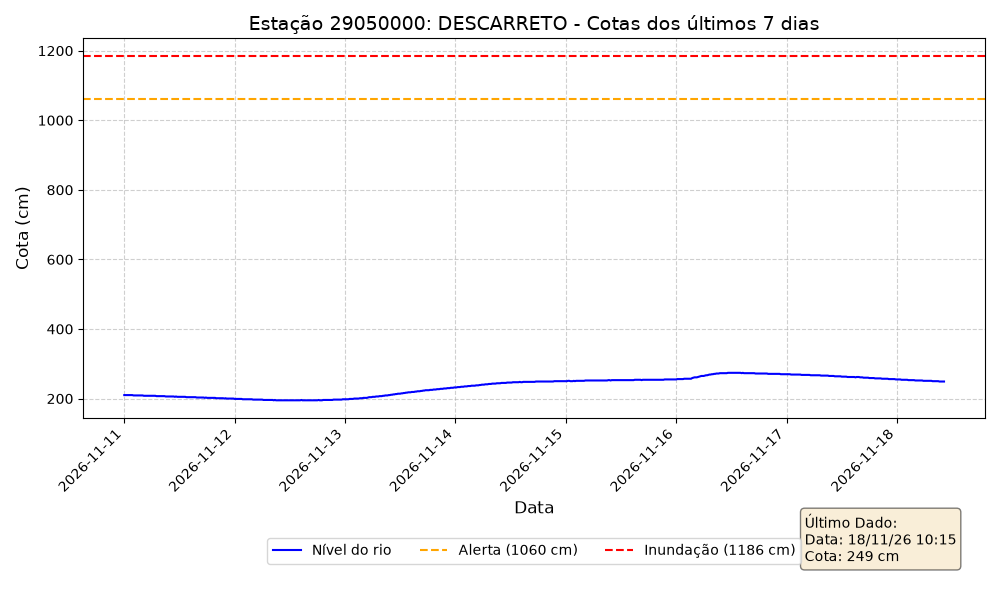 Estação 29050000: DESCARRETO - Cotas dos últimos 7 dias
1200
1000
800
600
400
200
Cota (cm)
2026-11-11
2026-11-12
2026-11-13
2026-11-14
2026-11-15
2026-11-16
2026-11-17
2026-11-18
Data
Nível do rio
Alerta (1060 cm)
Inundação (1186 cm)
Último Dado:
Data: 18/11/26 10:15
Cota: 249 cm